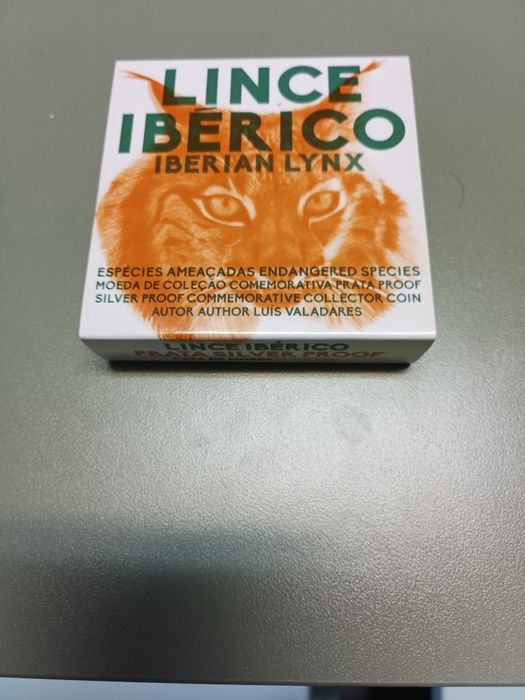 LINCE
IBÉRICO
IBERIAN LYNX
ESPÉCIES AMEAÇADAS ENDANGERED SPECIES
MOEDA DE COLEÇÃO COMEMORATIVA PRATA PROOF
SILVER PROOF COMMEMORATIVE COLLECTOR COIN
AUTOR AUTHOR LUÍS VALADARES
LINCE IBÉRICO
PRATA SILVER PROOF